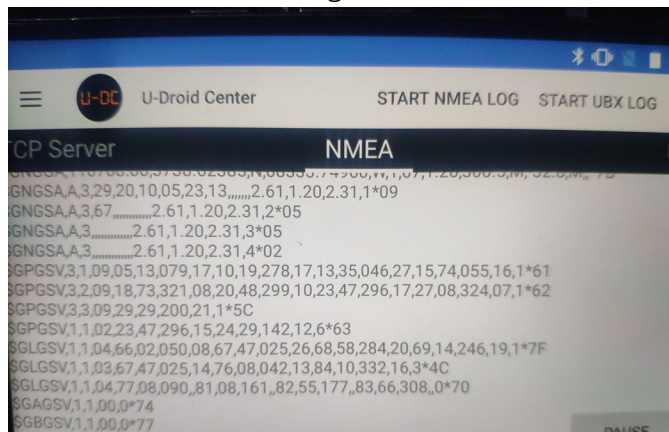 U-DC U-Droid Center START NMEA LOG START UBX LOG
TCP Server NMEA
GNGSA,A,3,29,20,10,05,23,13,,,,,,,2.61,1.20,2.31,1*09
GNGSA,A,3,67,,,,,,,,,,,,2.61,1.20,2.31,2*05
GNGSA,A,3,,,,,,,,,,,,,2.61,1.20,2.31,3*05
GNGSA,A,3,,,,,,,,,,,,,2.61,1.20,2.31,4*02
$GPGSV,3,1,09,05,13,079,17,10,19,278,17,13,35,046,27,15,74,055,16,1*61
$GPGSV,3,2,09,18,73,321,08,20,48,299,10,23,47,296,17,27,08,324,07,1*62
$GPGSV,3,3,09,29,29,200,21,1*5C
$GPGSV,1,1,02,23,47,296,15,24,29,142,12,6*63
$GLGSV,1,1,04,66,02,050,08,67,47,025,26,68,58,284,20,69,14,246,19,1*7F
$GLGSV,1,1,03,67,47,025,14,76,08,042,13,84,10,332,16,3*4C
$GLGSV,1,1,04,77,08,090,,81,08,161,,82,55,177,,83,66,308,,0*70
$GAGSV,1,1,00,0*74
$GBGSV,1,1,00,0*77
PAUSE